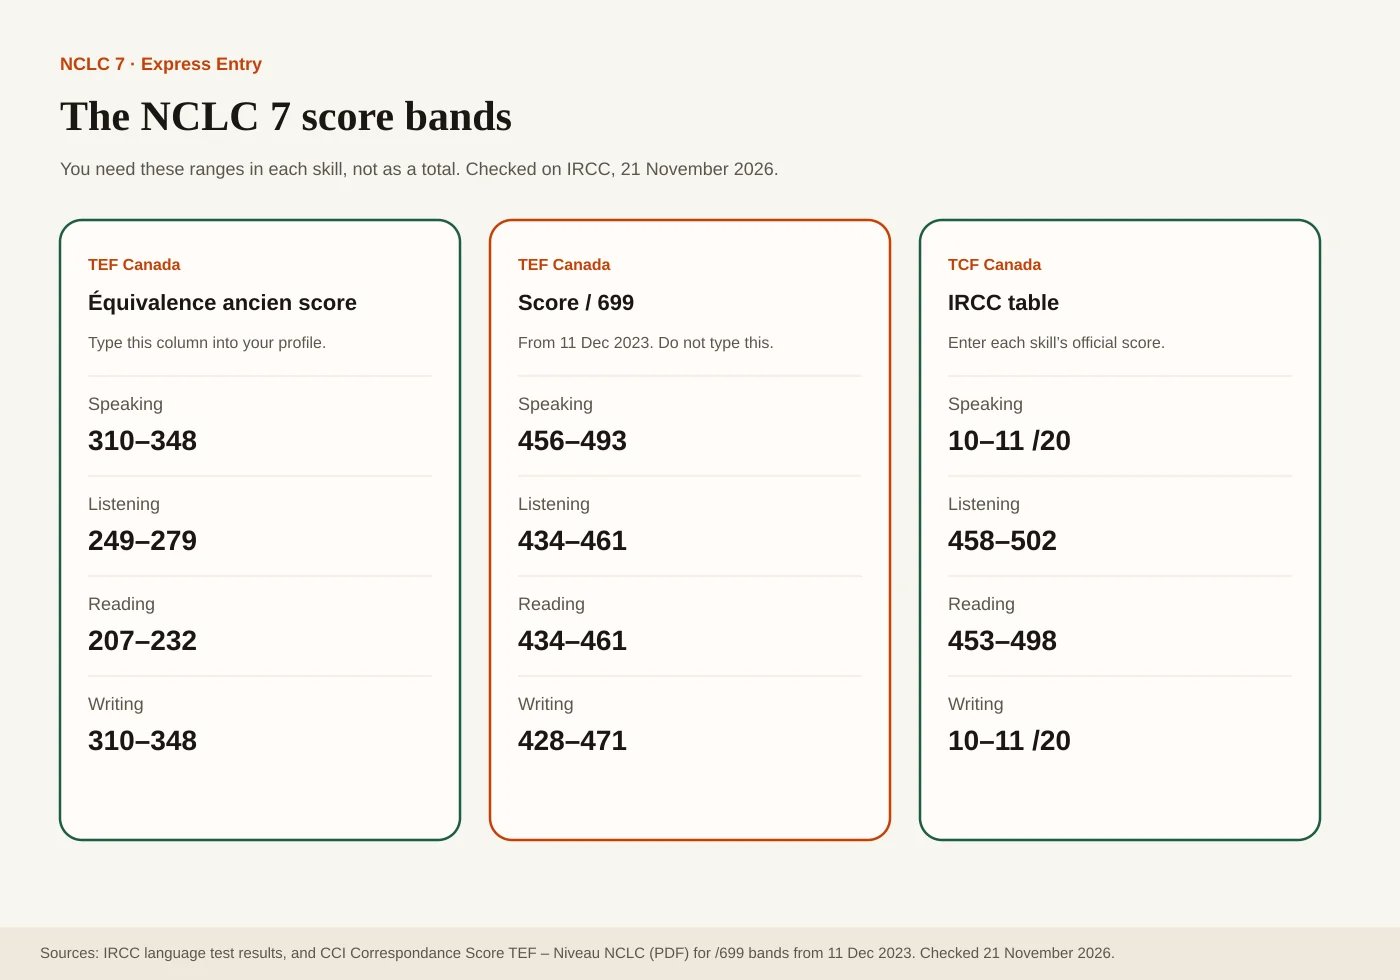 NCLC 7 · Express Entry
The NCLC 7 score bands
You need these ranges in each skill, not as a total. Checked on IRCC, 21 November 2026.
TEF Canada
Équivalence ancien score
Type this column into your profile.
Speaking
310–348
Listening
249–279
Reading
207–232
Writing
310–348
TEF Canada
Score / 699
From 11 Dec 2023. Do not type this.
Speaking
456–493
Listening
434–461
Reading
434–461
Writing
428–471
TCF Canada
IRCC table
Enter each skill’s official score.
Speaking
10–11 /20
Listening
458–502
Reading
453–498
Writing
10–11 /20
Sources: IRCC language test results, and CCI Correspondance Score TEF – Niveau NCLC (PDF) for /699 bands from 11 Dec 2023. Checked 21 November 2026.